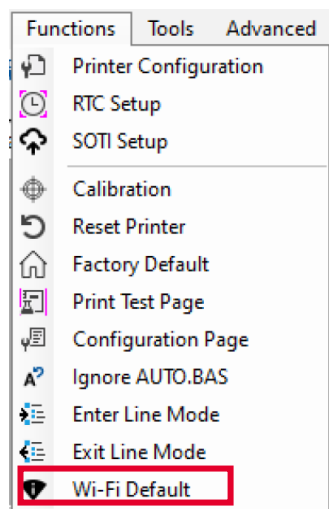 Functions Tools Advanced
Printer Configuration
RTC Setup
SOTI Setup
Calibration
Reset Printer
Factory Default
Print Test Page
Configuration Page
Ignore AUTO.BAS
Enter Line Mode
Exit Line Mode
Wi-Fi Default